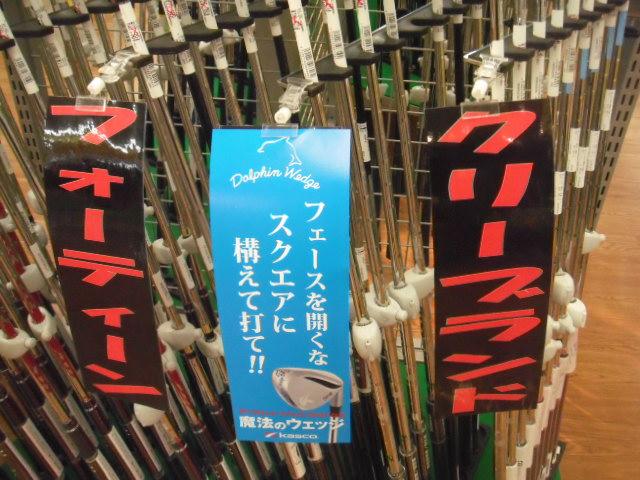 フォーティーン
Dolphin Wedge
フェースを開くな
スクエアに
構えて打て!!
魔法のウェッジ
kasco
クリーブランド